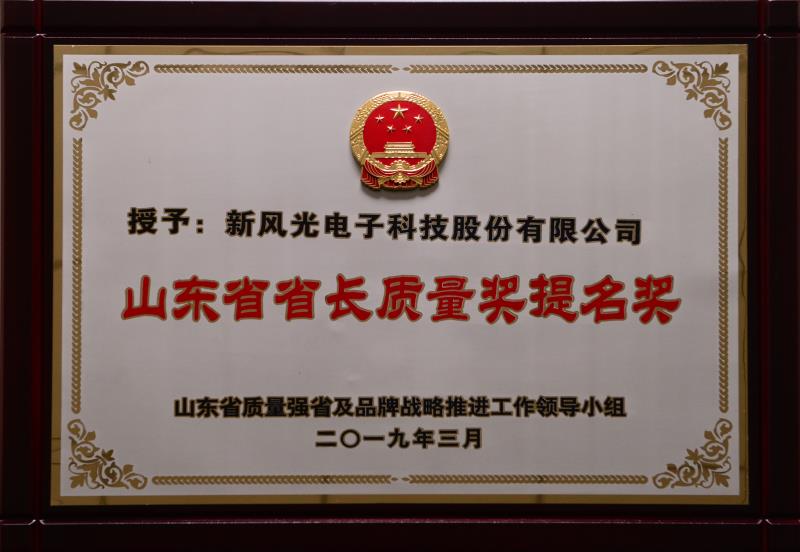 授予：新风光电子科技股份有限公司
山东省省长质量奖提名奖
山东省质量强省及品牌战略推进工作领导小组
二〇一九年三月